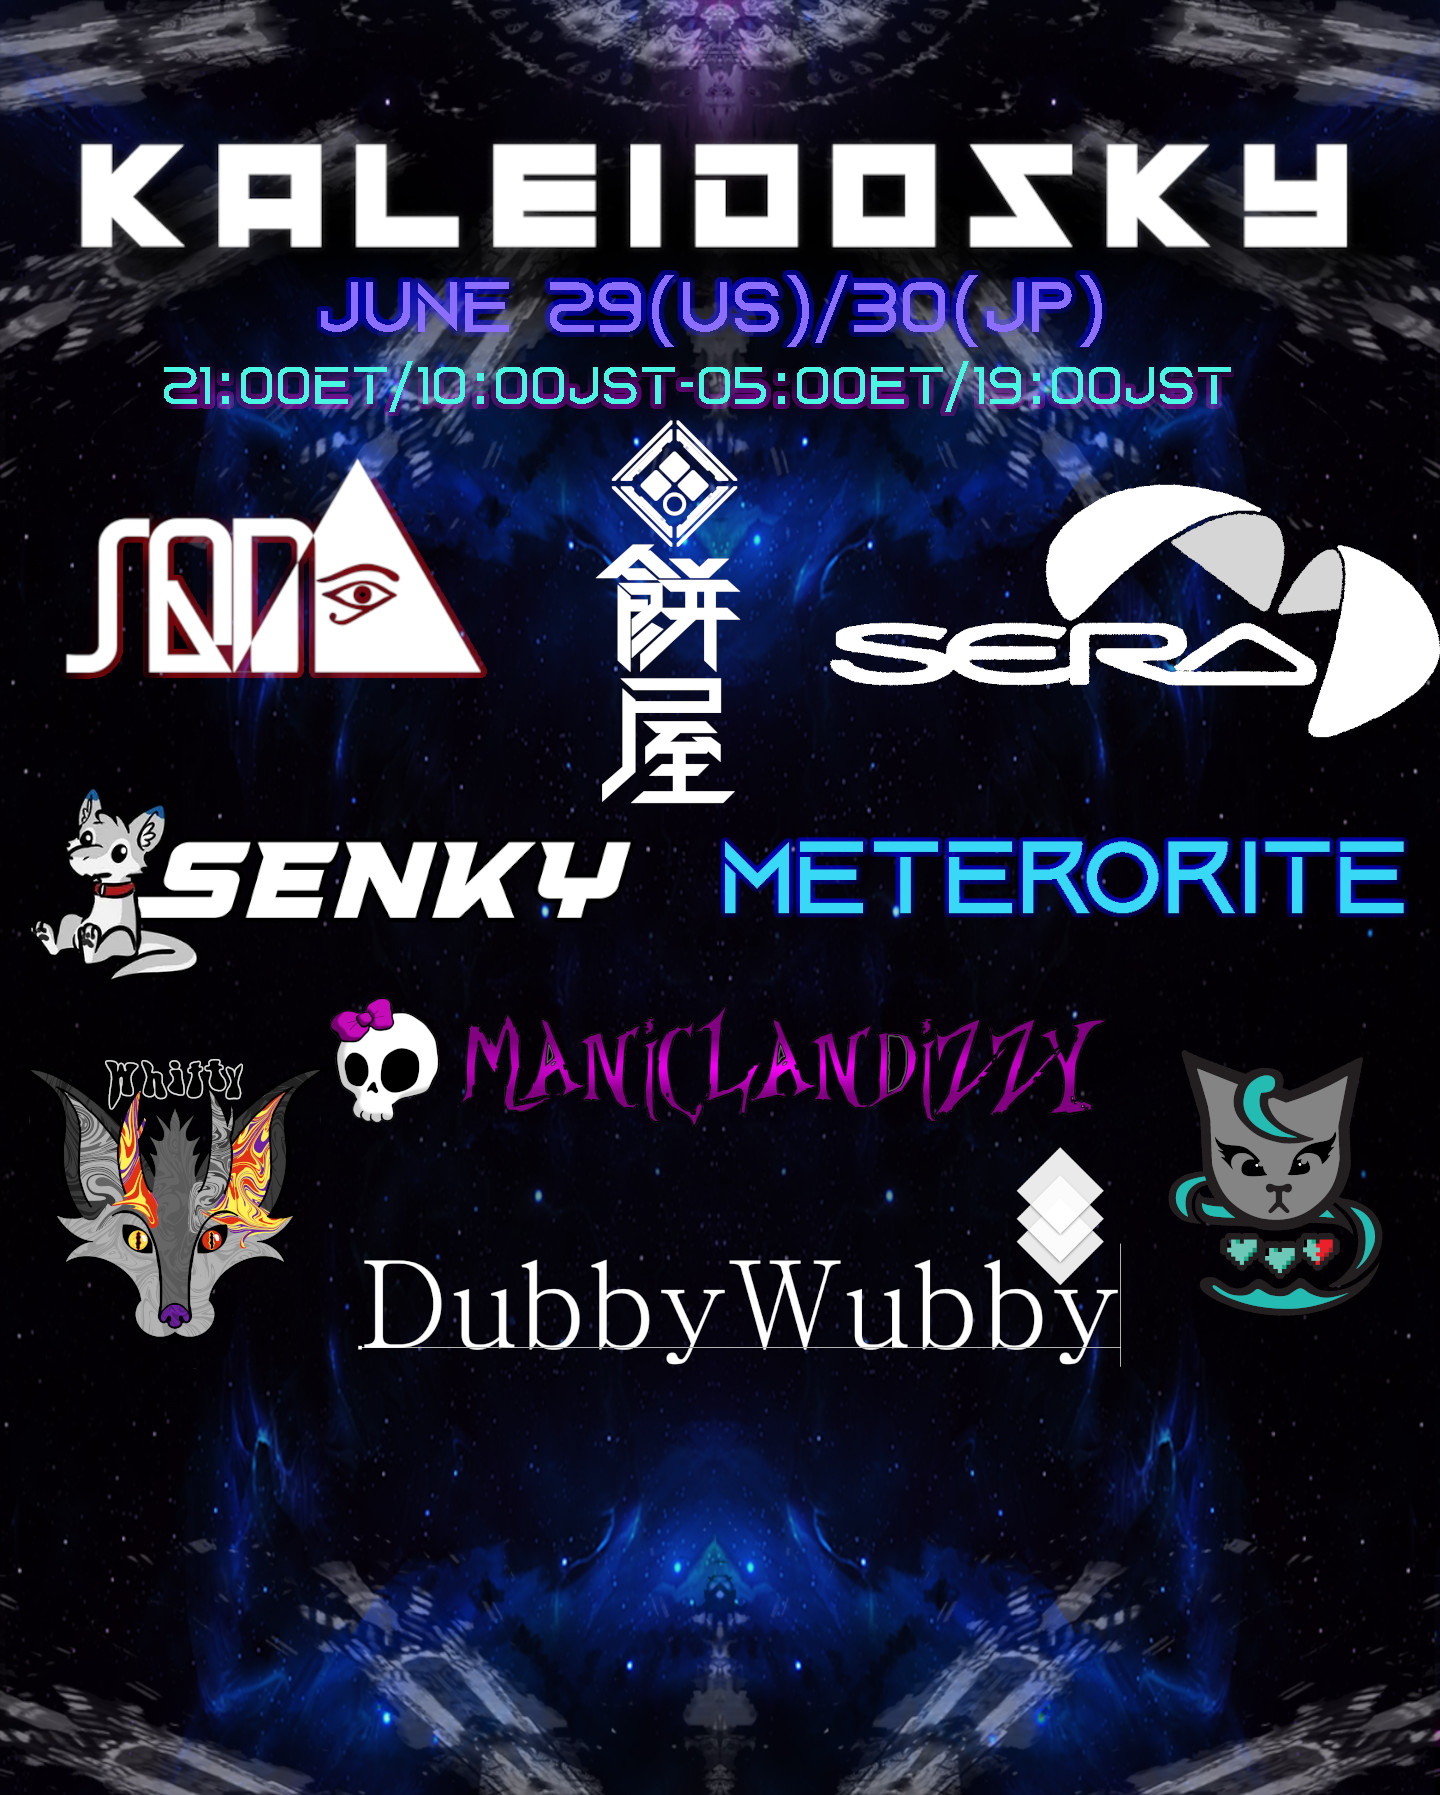 KALEIDOSKY
JUNE 29(US)/30(JP)
21:00ET/10:00JST-05:00ET/19:00JST
餅屋
SERA
SENKY
METERORITE
MANiCLANDiZZY
Whitty
DubbyWubby